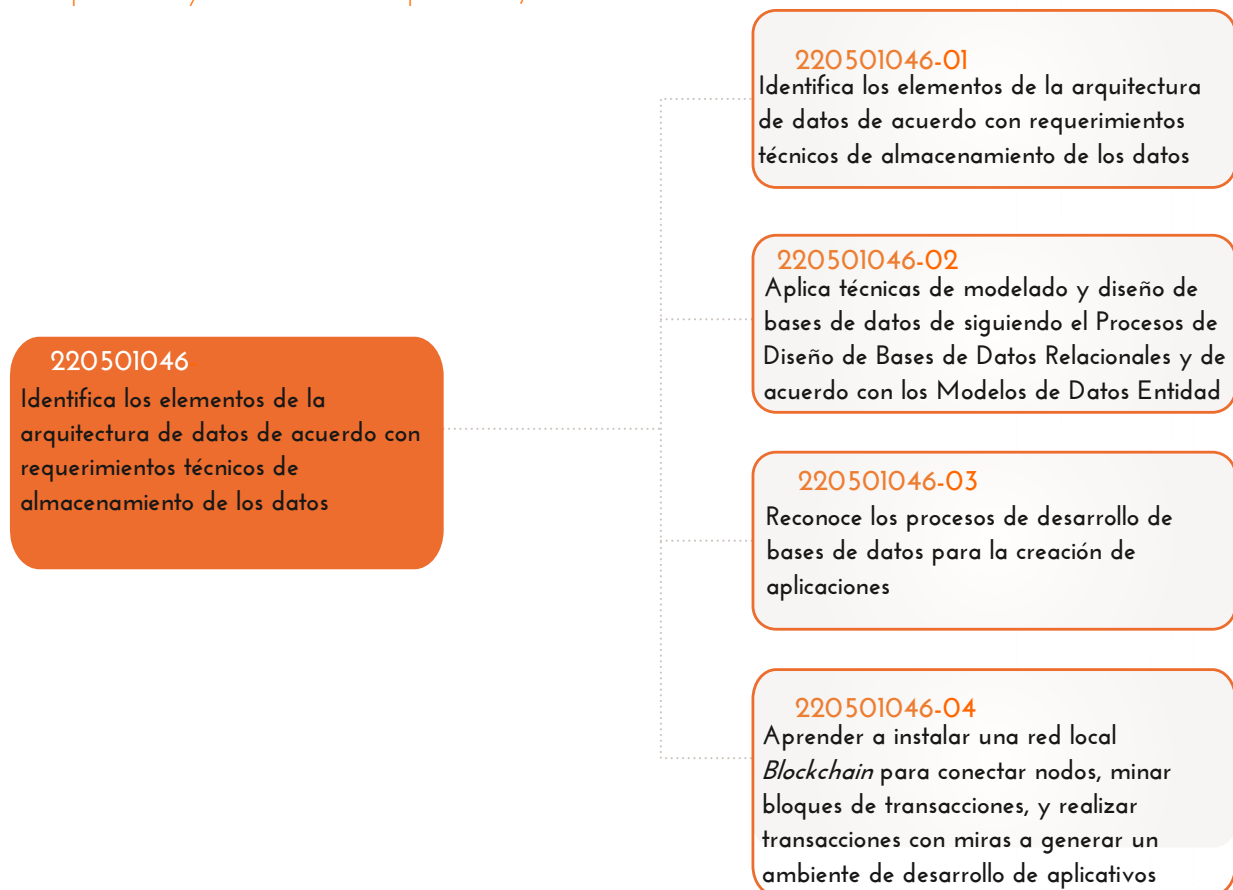 220501046-01
Identifica los elementos de la arquitectura
de datos de acuerdo con requerimientos
técnicos de almacenamiento de los datos
220501046-02
Aplica técnicas de modelado y diseño de
bases de datos de siguiendo el Procesos de
Diseño de Bases de Datos Relacionales y de
acuerdo con los Modelos de Datos Entidad
220501046
Identifica los elementos de la
arquitectura de datos de acuerdo con
requerimientos técnicos de
almacenamiento de los datos
220501046-03
Reconoce los procesos de desarrollo de
bases de datos para la creación de
aplicaciones
220501046-04
Aprender a instalar una red local
Blockchain para conectar nodos, minar
bloques de transacciones, y realizar
transacciones con miras a generar un
ambiente de desarrollo de aplicativos